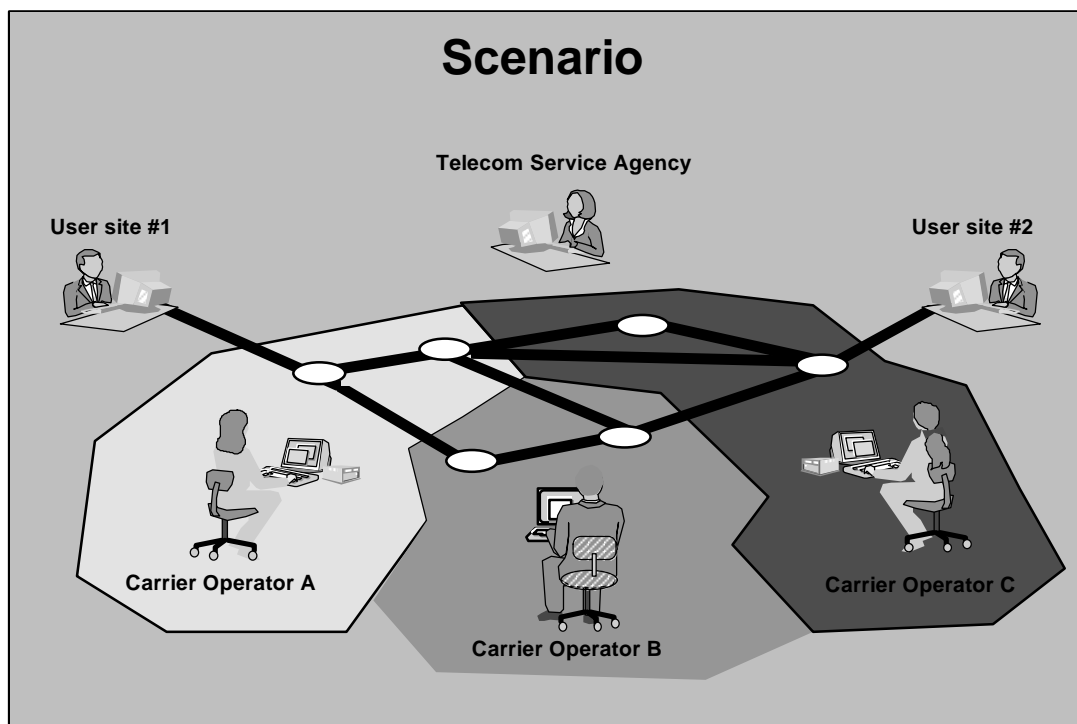 Scenario
Telecom Service Agency
User site #1
User site #2
Carrier Operator A
Carrier Operator C
Carrier Operator B